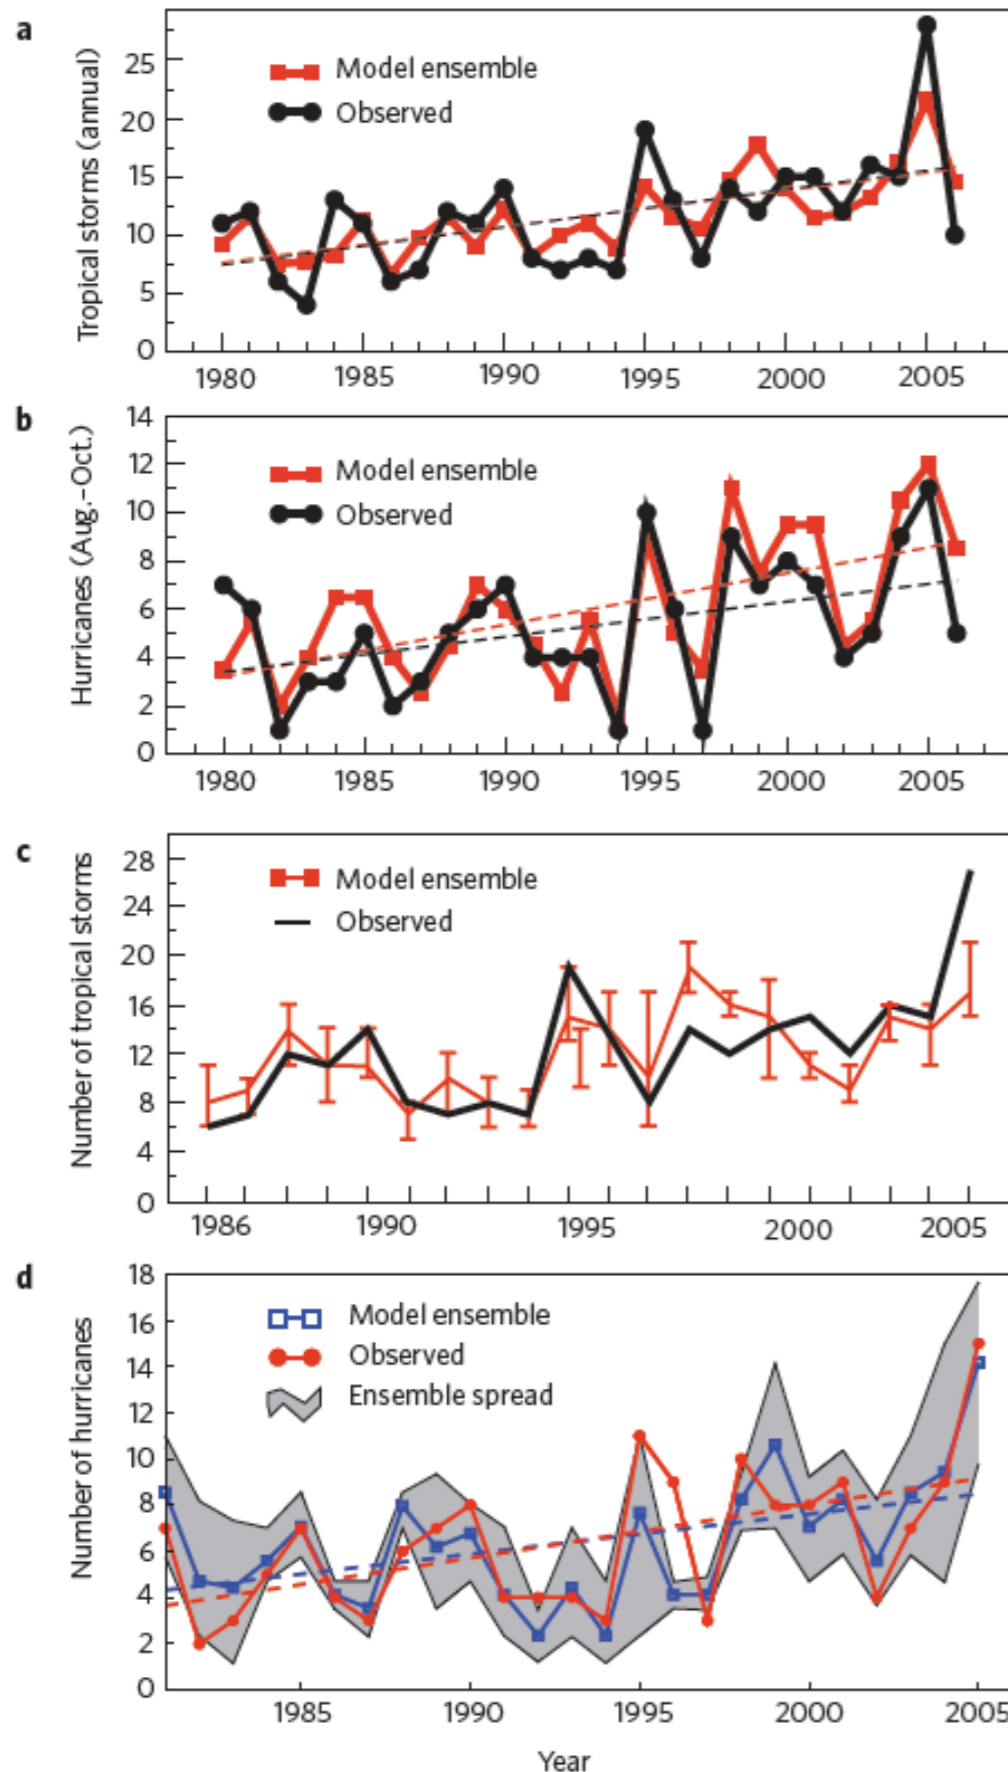 a
Tropical storms (annual)
25
20
15
10
5
0
Model ensemble
Observed
1980 1985 1990 1995 2000 2005
b
Hurricanes (Aug.–Oct.)
14
12
10
8
6
4
2
0
Model ensemble
Observed
1980 1985 1990 1995 2000 2005
c
Number of tropical storms
28
24
20
16
12
8
4
0
Model ensemble
Observed
1986 1990 1995 2000 2005
d
Number of hurricanes
18
16
14
12
10
8
6
4
2
0
Model ensemble
Observed
Ensemble spread
1985 1990 1995 2000 2005
Year